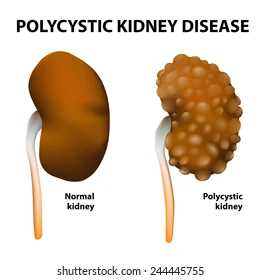 POLYCYSTIC KIDNEY DISEASE
Normal
kidney
Polycystic
kidney
shutterstock.com · 244445755